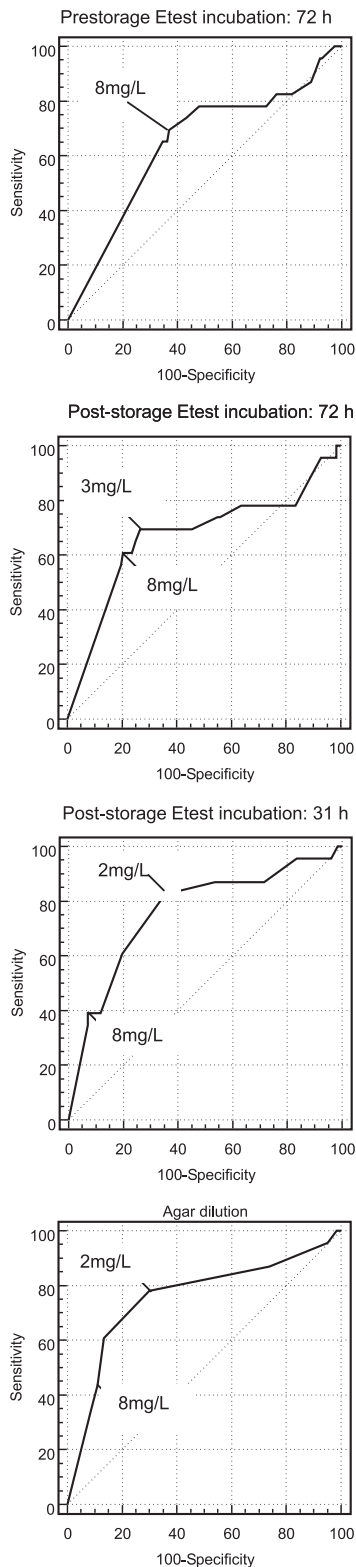 Prestorage Etest incubation: 72 h
100
8mg/L
80
60
Sensitivity
40
20
0
0 20 40 60 80 100
100-Specificity
Post-storage Etest incubation: 72 h
100
3mg/L
80
60
8mg/L
Sensitivity
40
20
0
0 20 40 60 80 100
100-Specificity
Post-storage Etest incubation: 31 h
100
2mg/L
80
60
Sensitivity
40
8mg/L
20
0
0 20 40 60 80 100
100-Specificity
Agar dilution
100
2mg/L
80
60
Sensitivity
40
8mg/L
20
0
0 20 40 60 80 100
100-Specificity